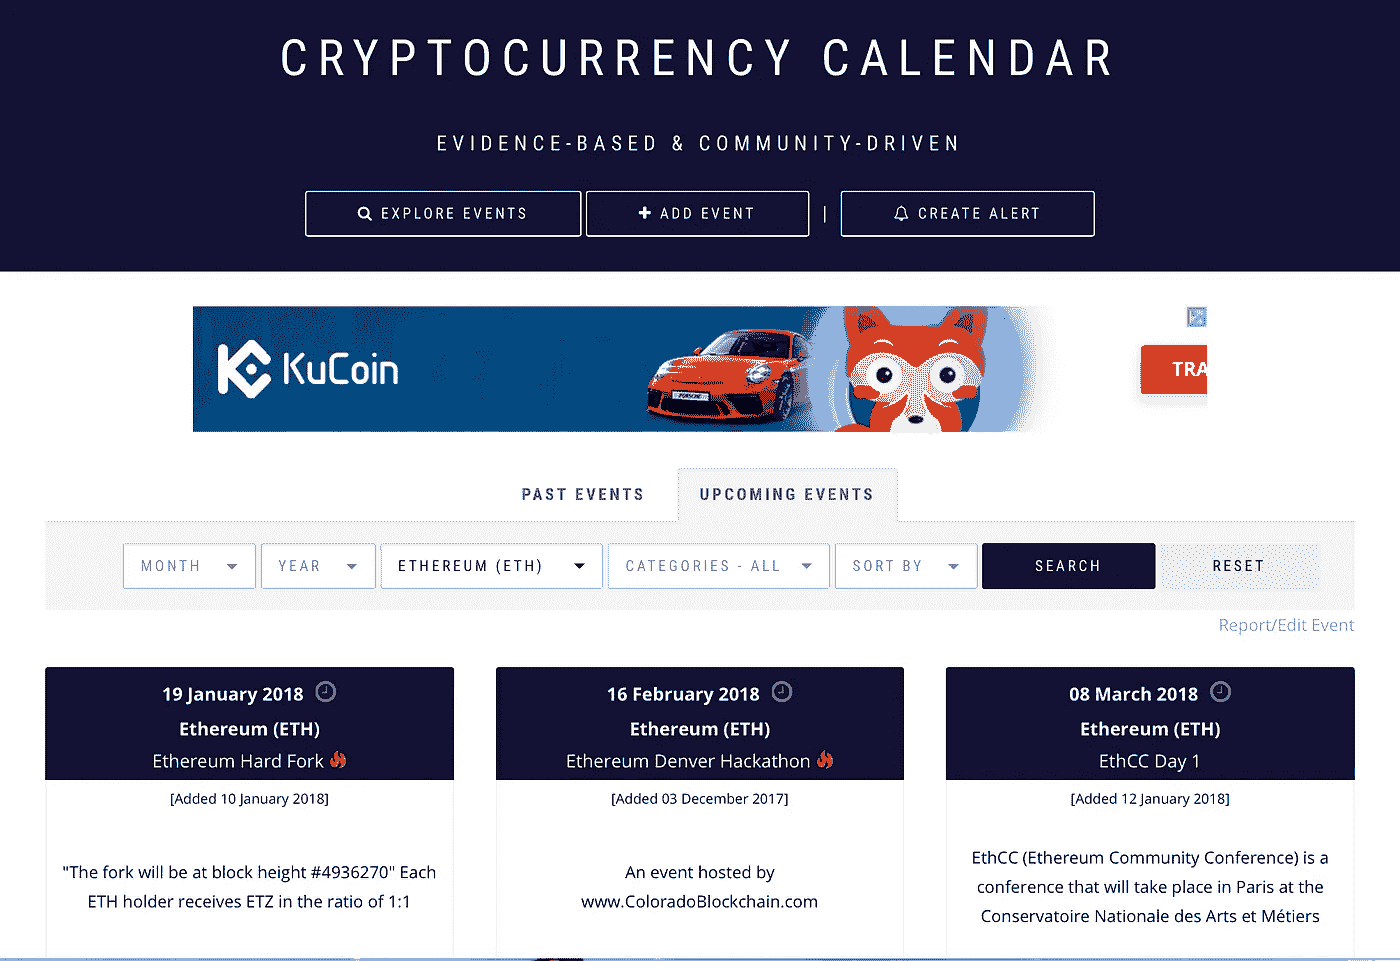 CRYPTOCURRENCY CALENDAR
EVIDENCE-BASED & COMMUNITY-DRIVEN
EXPLORE EVENTS
ADD EVENT
|
CREATE ALERT
KuCoin
PORSCHE
TRA
PAST EVENTS
UPCOMING EVENTS
MONTH
YEAR
ETHEREUM (ETH)
CATEGORIES - ALL
SORT BY
SEARCH
RESET
Report/Edit Event
19 January 2018
Ethereum (ETH)
Ethereum Hard Fork
[Added 10 January 2018]
"The fork will be at block height #4936270" Each
ETH holder receives ETZ in the ratio of 1:1
16 February 2018
Ethereum (ETH)
Ethereum Denver Hackathon
[Added 03 December 2017]
An event hosted by
www.ColoradoBlockchain.com
08 March 2018
Ethereum (ETH)
EthCC Day 1
[Added 12 January 2018]
EthCC (Ethereum Community Conference) is a
conference that will take place in Paris at the
Conservatoire Nationale des Arts et Métiers